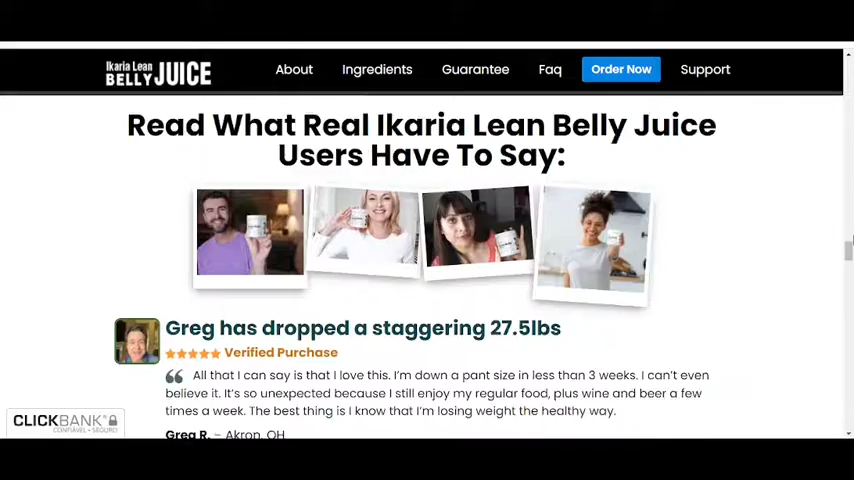 Ikaria Lean
BELLY JUICE
About Ingredients Guarantee Faq Order Now Support
Read What Real Ikaria Lean Belly Juice
Users Have To Say:
Greg has dropped a staggering 27.5lbs
Verified Purchase
All that I can say is that I love this. I'm down a pant size in less than 3 weeks. I can't even
believe it. It's so unexpected because I still enjoy my regular food, plus wine and beer a few
times a week. The best thing is I know that I'm losing weight the healthy way.
Greg R. – Akron, OH
CLICKBANK®
CONFIÁVEL • SEGURO